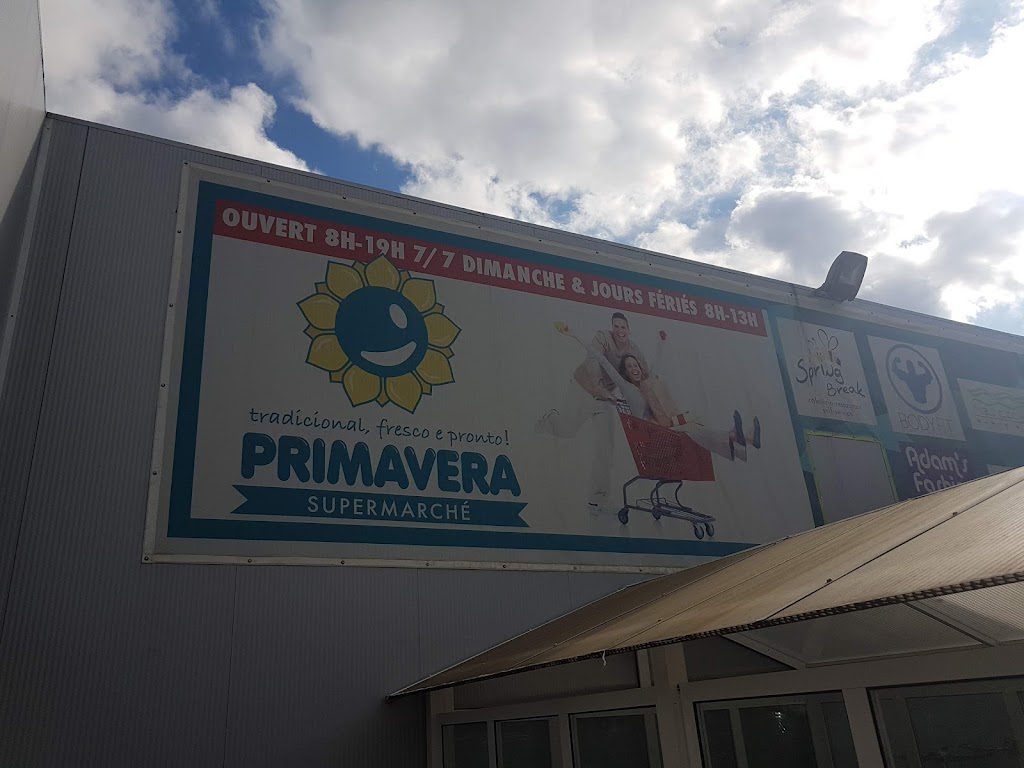 OUVERT 8H-19H 7/7 DIMANCHE & JOURS FÉRIÉS 8H-13H
tradicional, fresco e pronto!
PRIMAVERA
SUPERMARCHÉ
Spring
Break
BODYFIT
Adam's